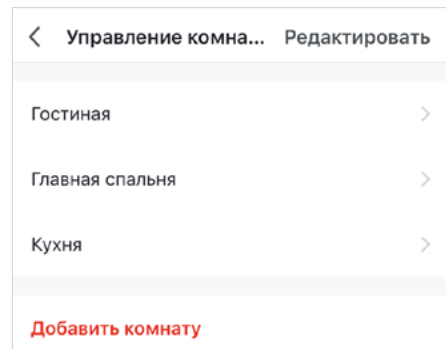 Управление комна... Редактировать
Гостиная
Главная спальня
Кухня
Добавить комнату